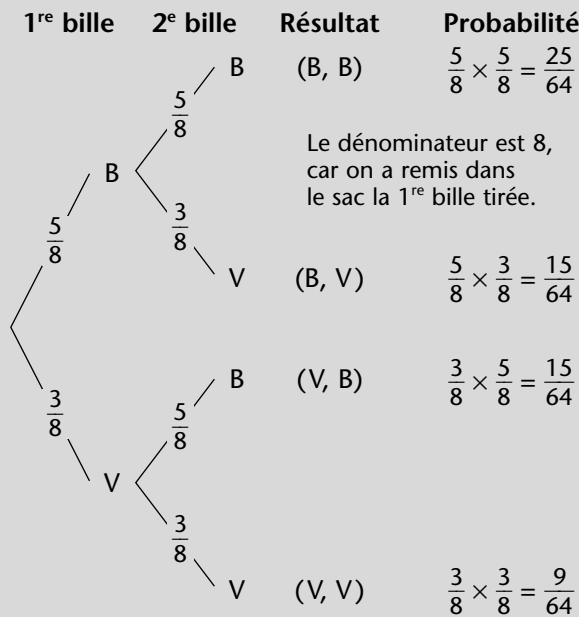 1re bille 2e bille Résultat Probabilité
B (B, B) 5/8 × 5/8 = 25/64
5/8
Le dénominateur est 8,
car on a remis dans
le sac la 1re bille tirée.
B
3/8
5/8
V (B, V) 5/8 × 3/8 = 15/64
B (V, B) 3/8 × 5/8 = 15/64
3/8
5/8
V
3/8
V (V, V) 3/8 × 3/8 = 9/64